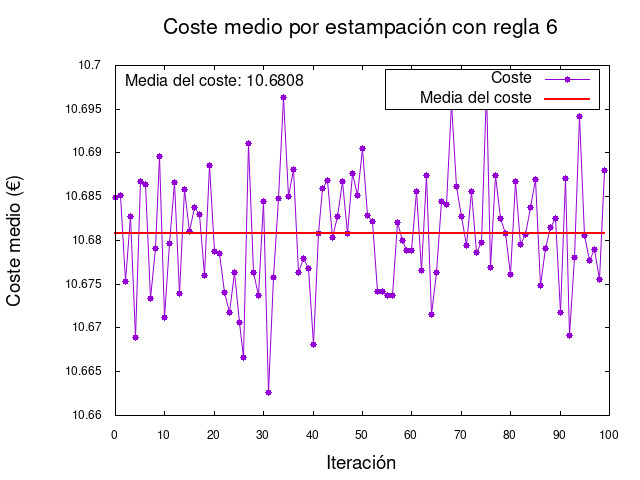 Coste medio por estampación con regla 6
Coste medio (€)
10.7
10.695
10.69
10.685
10.68
10.675
10.67
10.665
10.66
Media del coste: 10.6808
Coste
Media del coste
0 10 20 30 40 50 60 70 80 90 100
Iteración